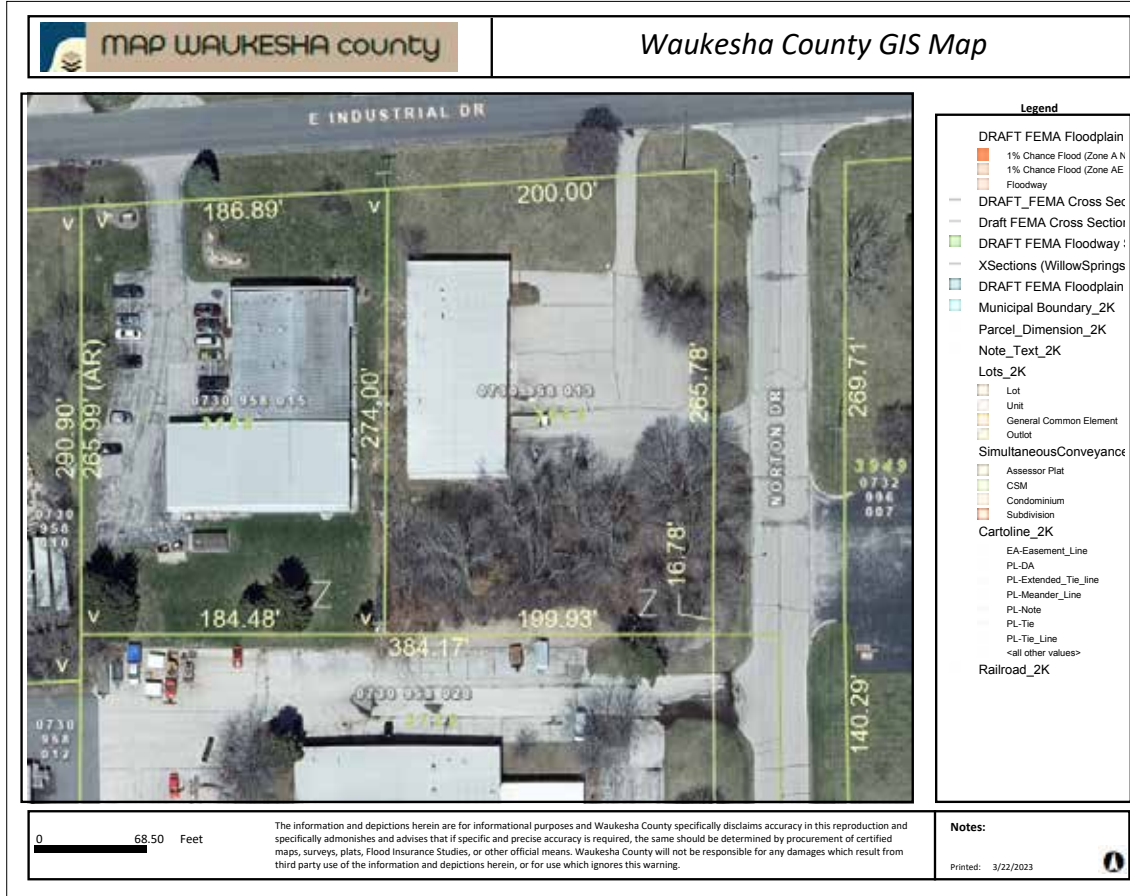 MAP WAUKESHA county
Waukesha County GIS Map
E INDUSTRIAL DR
186.89'
200.00'
V
V
290.90'
265.99' (AR)
274.00'
265.78'
269.71'
NORTON DR
0730 958 015
0730 958 013
3949
0732
996
007
0730
958
010
16.78'
Z
Z
V
184.48'
V
199.93'
384.17'
V
0730 958 023
0730
958
012
140.29'
Legend
DRAFT FEMA Floodplain
1% Chance Flood (Zone A N
1% Chance Flood (Zone AE
Floodway
DRAFT_FEMA Cross Sec
Draft FEMA Cross Section
DRAFT FEMA Floodway
XSections (WillowSprings
DRAFT FEMA Floodplain
Municipal Boundary_2K
Parcel_Dimension_2K
Note_Text_2K
Lots_2K
Lot
Unit
General Common Element
Outlot
SimultaneousConveyance
Assessor Plat
CSM
Condominium
Subdivision
Cartoline_2K
EA-Easement_Line
PL-DA
PL-Extended_Tie_line
PL-Meander_Line
PL-Note
PL-Tie
PL-Tie_Line
<all other values>
Railroad_2K
0 68.50 Feet
The information and depictions herein are for informational purposes and Waukesha County specifically disclaims accuracy in this reproduction and
specifically admonishes and advises that if specific and precise accuracy is required, the same should be determined by procurement of certified
maps, surveys, plats, Flood Insurance Studies, or other official means. Waukesha County will not be responsible for any damages which result from
third party use of the information and depictions herein, or for use which ignores this warning.
Notes:
Printed: 3/22/2023